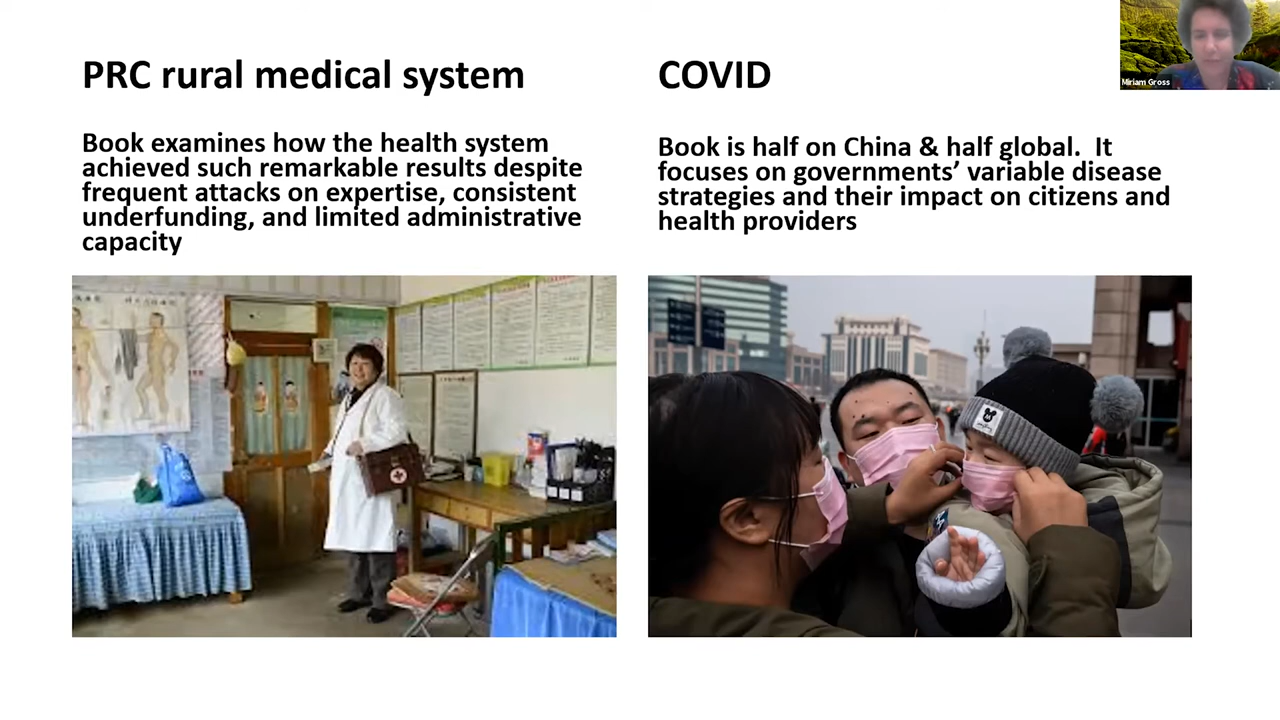 PRC rural medical system
Book examines how the health system
achieved such remarkable results despite
frequent attacks on expertise, consistent
underfunding, and limited administrative
capacity
COVID
Book is half on China & half global.  It
focuses on governments’ variable disease
strategies and their impact on citizens and
health providers
Miriam Gross